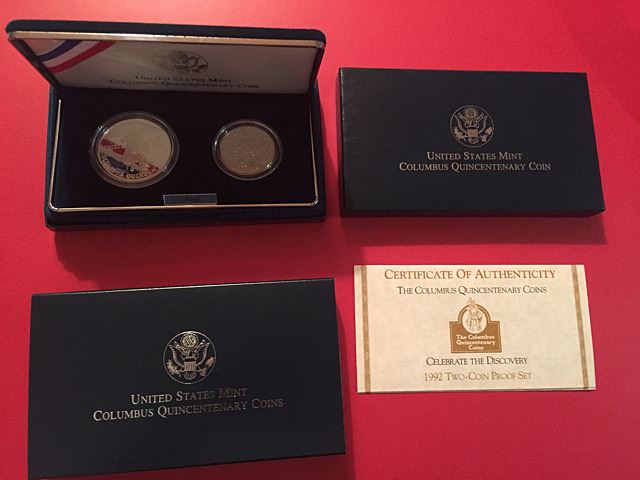 UNITED STATES MINT
COLUMBUS QUINCENTENARY COIN
Proof
UNITED STATES MINT
COLUMBUS QUINCENTENARY COIN
UNITED STATES MINT
COLUMBUS QUINCENTENARY COINS
CERTIFICATE OF AUTHENTICITY
THE COLUMBUS QUINCENTENARY COINS
The Columbus
Quincentenary
Coins
CELEBRATE THE DISCOVERY
1992 TWO-COIN PROOF SET